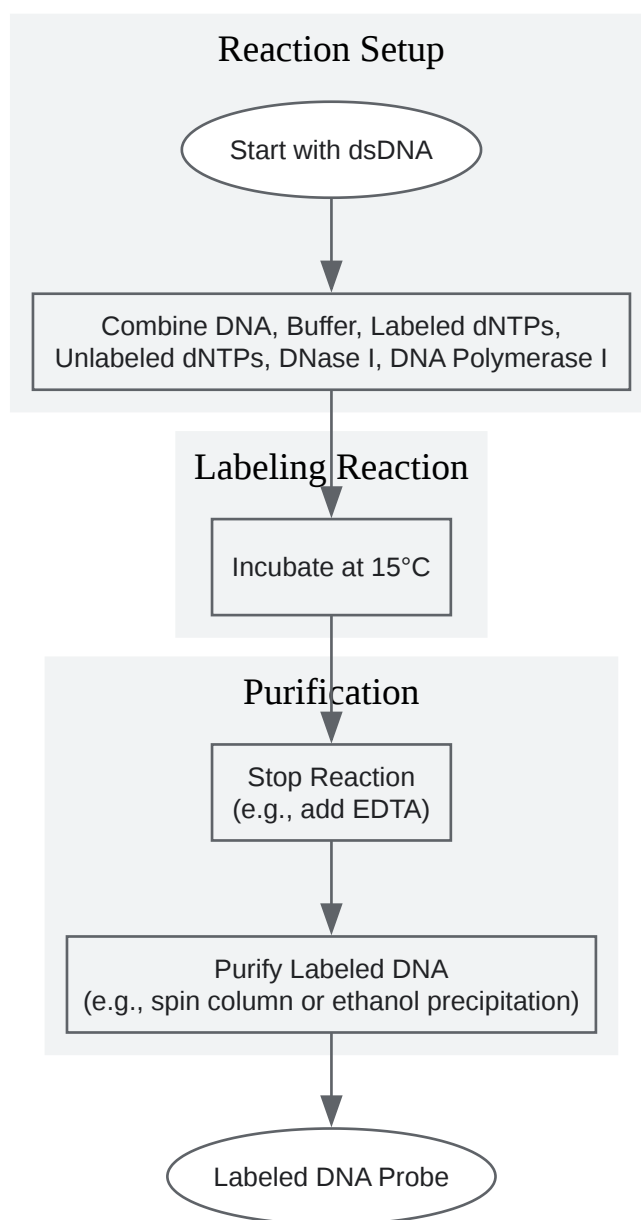 Reaction Setup
Start with dsDNA
Combine DNA, Buffer, Labeled dNTPs,
Unlabeled dNTPs, DNase I, DNA Polymerase I
Labeling Reaction
Incubate at 15°C
Purification
Stop Reaction
(e.g., add EDTA)
Purify Labeled DNA
(e.g., spin column or ethanol precipitation)
Labeled DNA Probe